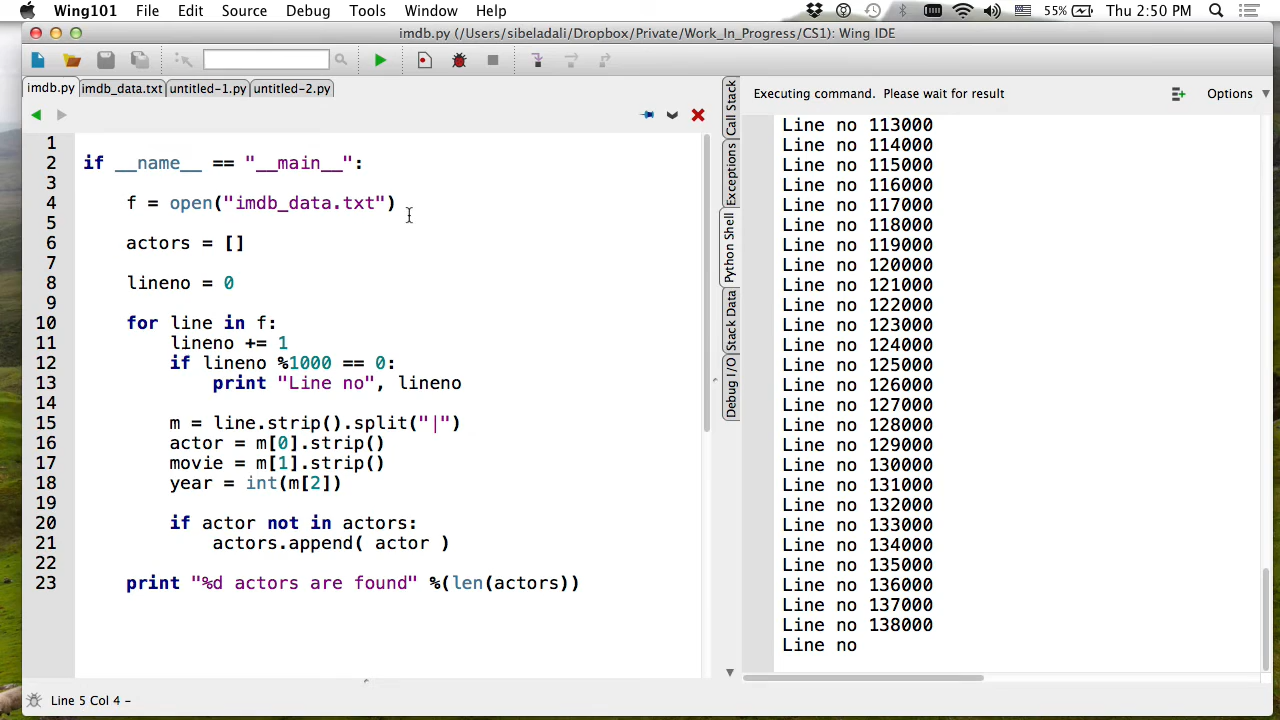 Wing101 File Edit Source Debug Tools Window Help 55% Thu 2:50 PM
imdb.py (/Users/sibeladali/Dropbox/Private/Work_In_Progress/CS1): Wing IDE
imdb.py imdb_data.txt untitled-1.py untitled-2.py
1
2 if __name__ == "__main__":
3
4 f = open("imdb_data.txt")
5
6 actors = []
7
8 lineno = 0
9
10 for line in f:
11 lineno += 1
12 if lineno %1000 == 0:
13 print "Line no", lineno
14
15 m = line.strip().split("|")
16 actor = m[0].strip()
17 movie = m[1].strip()
18 year = int(m[2])
19
20 if actor not in actors:
21 actors.append( actor )
22
23 print "%d actors are found" %(len(actors))
Line 5 Col 4 -
Call Stack
Exceptions
Python Shell
Stack Data
Debug I/O
Executing command. Please wait for result Options
Line no 113000
Line no 114000
Line no 115000
Line no 116000
Line no 117000
Line no 118000
Line no 119000
Line no 120000
Line no 121000
Line no 122000
Line no 123000
Line no 124000
Line no 125000
Line no 126000
Line no 127000
Line no 128000
Line no 129000
Line no 130000
Line no 131000
Line no 132000
Line no 133000
Line no 134000
Line no 135000
Line no 136000
Line no 137000
Line no 138000
Line no